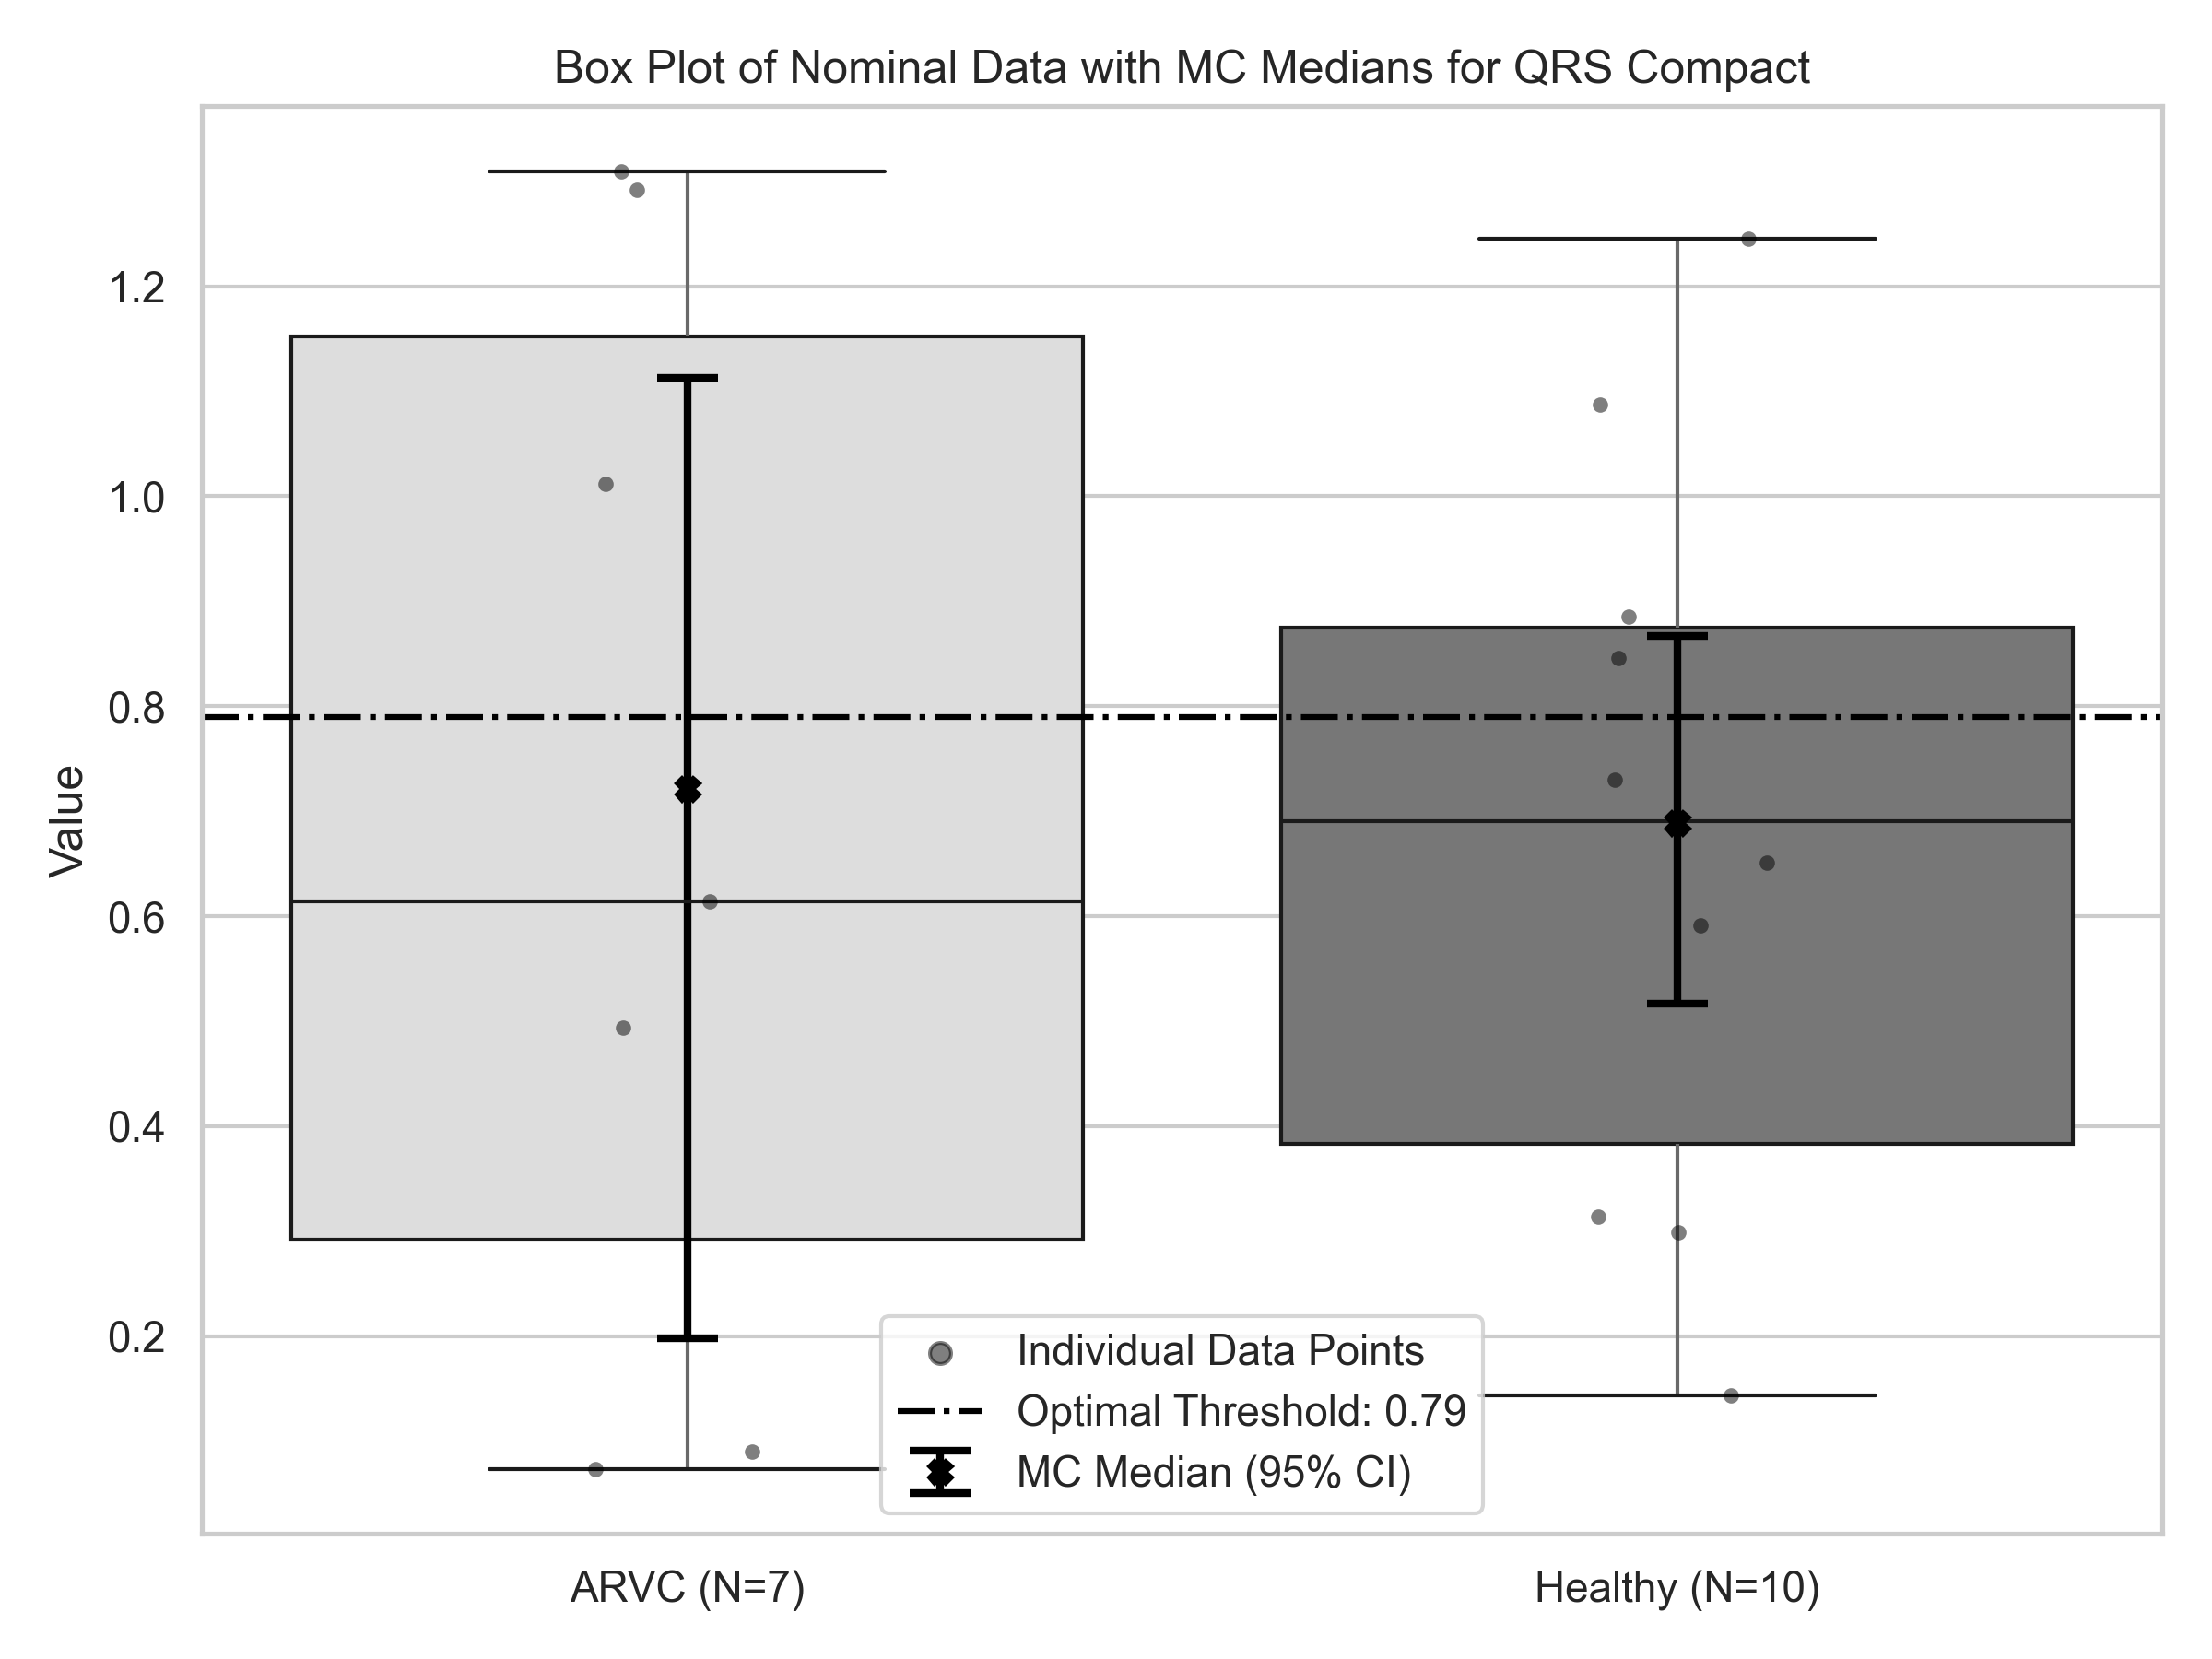 Box Plot of Nominal Data with MC Medians for QRS Compact
Value
1.2
1.0
0.8
0.6
0.4
0.2
Individual Data Points
Optimal Threshold: 0.79
MC Median (95% CI)
ARVC (N=7)
Healthy (N=10)